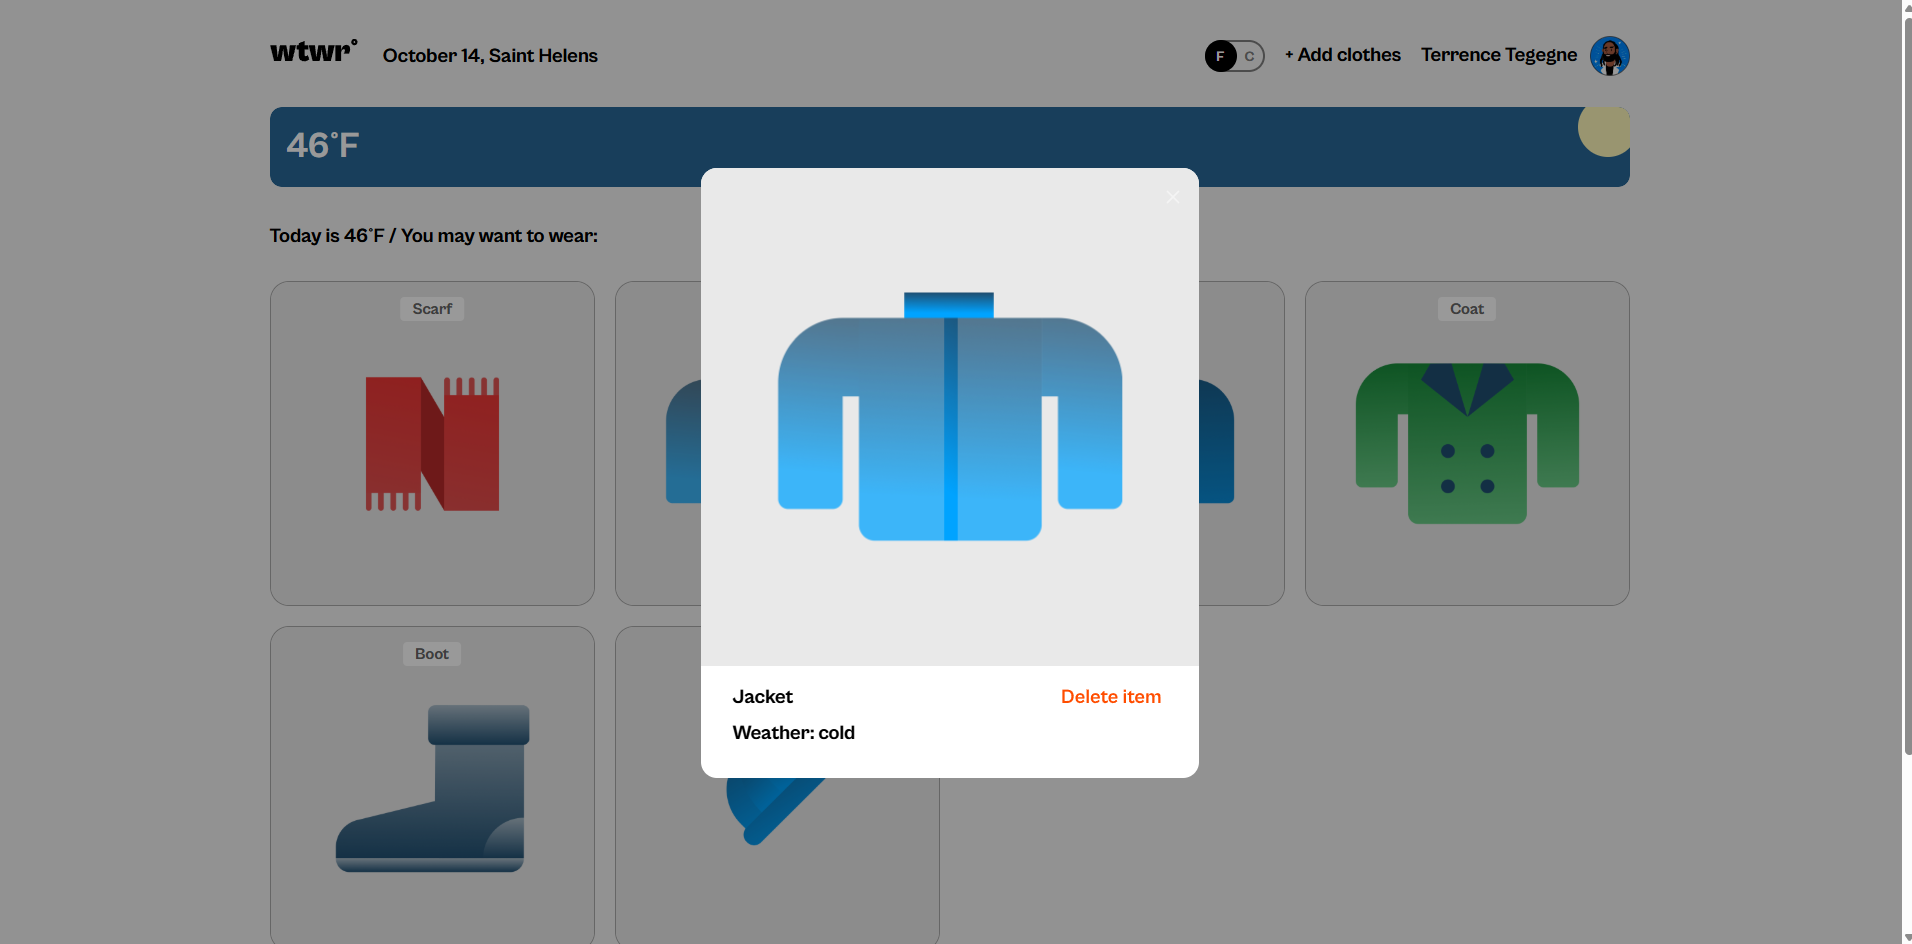 wtwr°
October 14, Saint Helens
F C
+ Add clothes
Terrence Tegegne
46°F
Today is 46°F / You may want to wear:
Scarf
Coat
Jacket
Delete item
Weather: cold
Boot